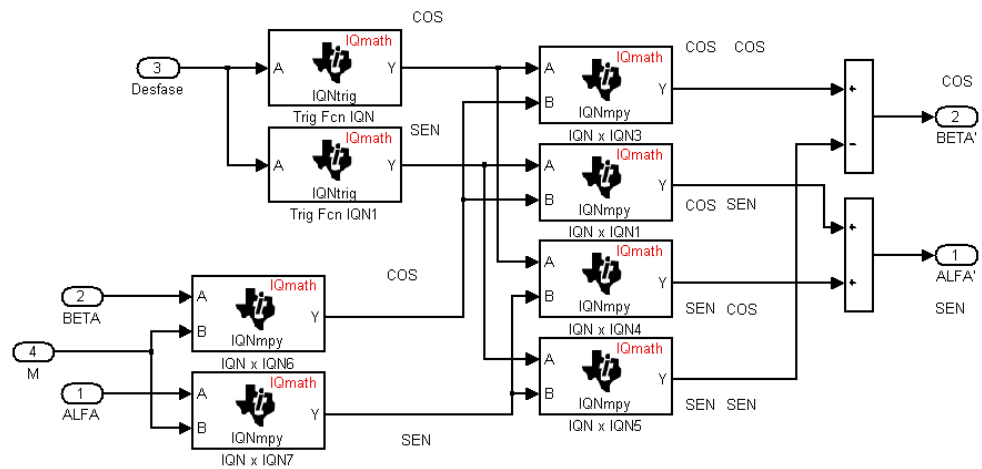 COS
IQmath
3
A
Y
Desfase
IQNtrig
Trig Fcn IQN
SEN
IQmath
A
Y
IQNtrig
Trig Fcn IQN1
IQmath
COS COS
A
Y
B
IQNmpy
IQN x IQN3
IQmath
A
Y
B
COS SEN
IQNmpy
IQN x IQN1
IQmath
A
Y
B
SEN COS
IQNmpy
IQN x IQN4
IQmath
A
Y
B
SEN SEN
IQNmpy
IQN x IQN5
+
-
COS
2
BETA'
+
+
1
ALFA'
SEN
COS
IQmath
2
A
Y
BETA
B
IQNmpy
IQN x IQN6
4
M
IQmath
1
A
Y
ALFA
B
SEN
IQNmpy
IQN x IQN7